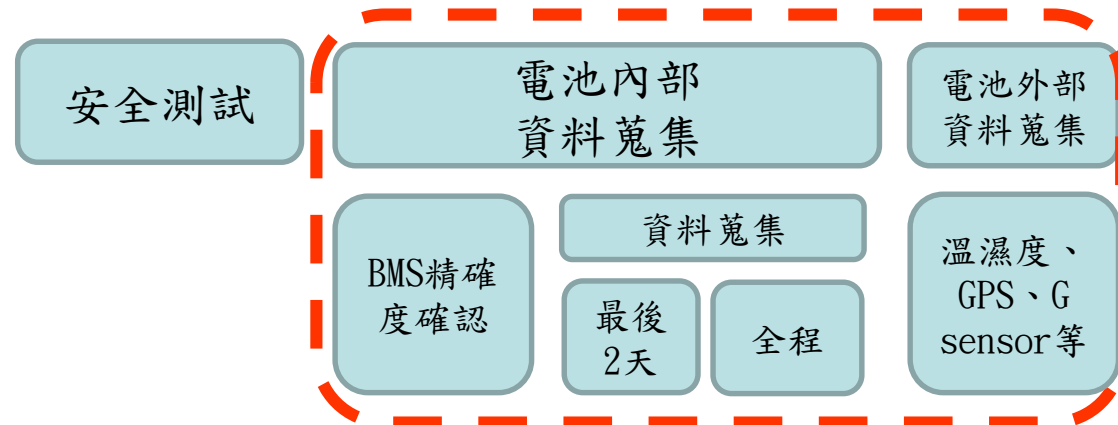 安全測試
電池內部
資料蒐集
電池外部
資料蒐集
BMS精確
度確認
資料蒐集
最後
2天
全程
溫濕度、
GPS、G
sensor等